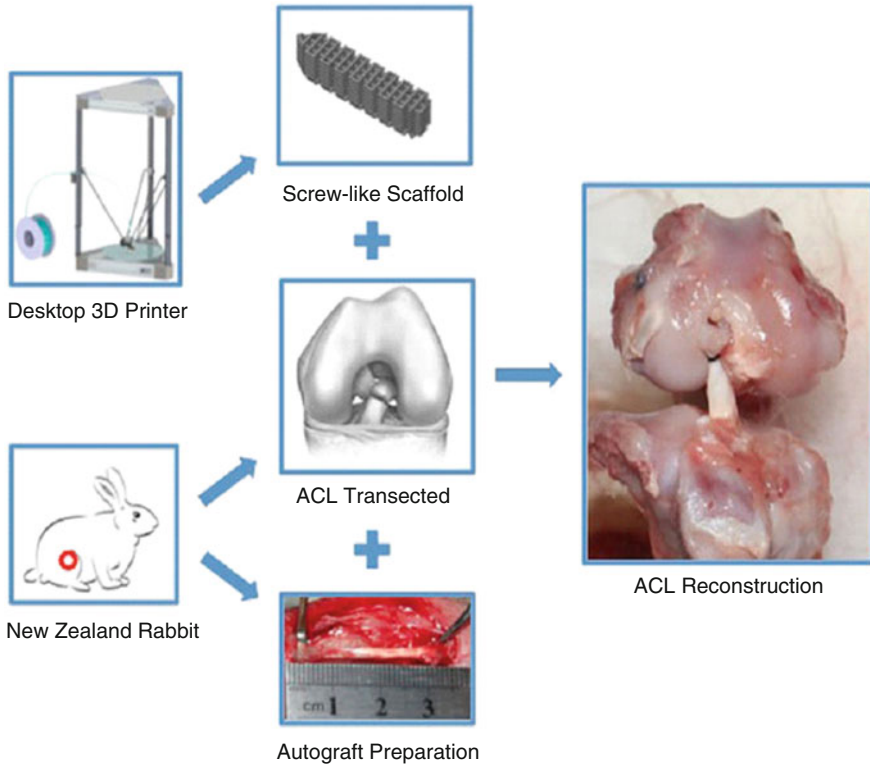 Desktop 3D Printer
Screw-like Scaffold
New Zealand Rabbit
ACL Transected
cm 1 2 3
Autograft Preparation
ACL Reconstruction